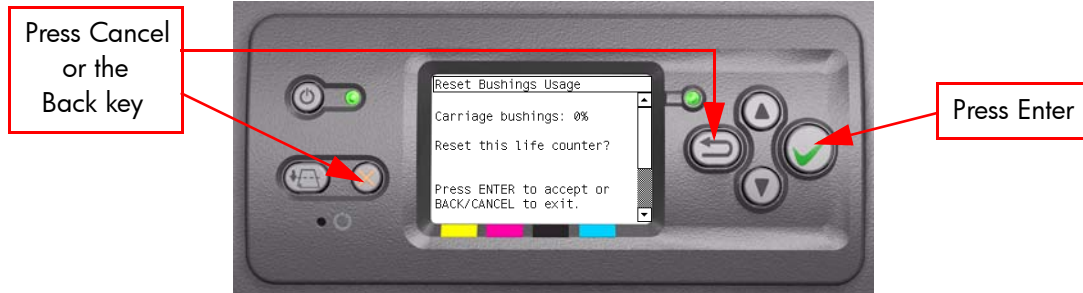 Press Cancel
or the
Back key
Reset Bushings Usage
Carriage bushings: 0%
Reset this life counter?
Press ENTER to accept or
BACK/CANCEL to exit.
Press Enter